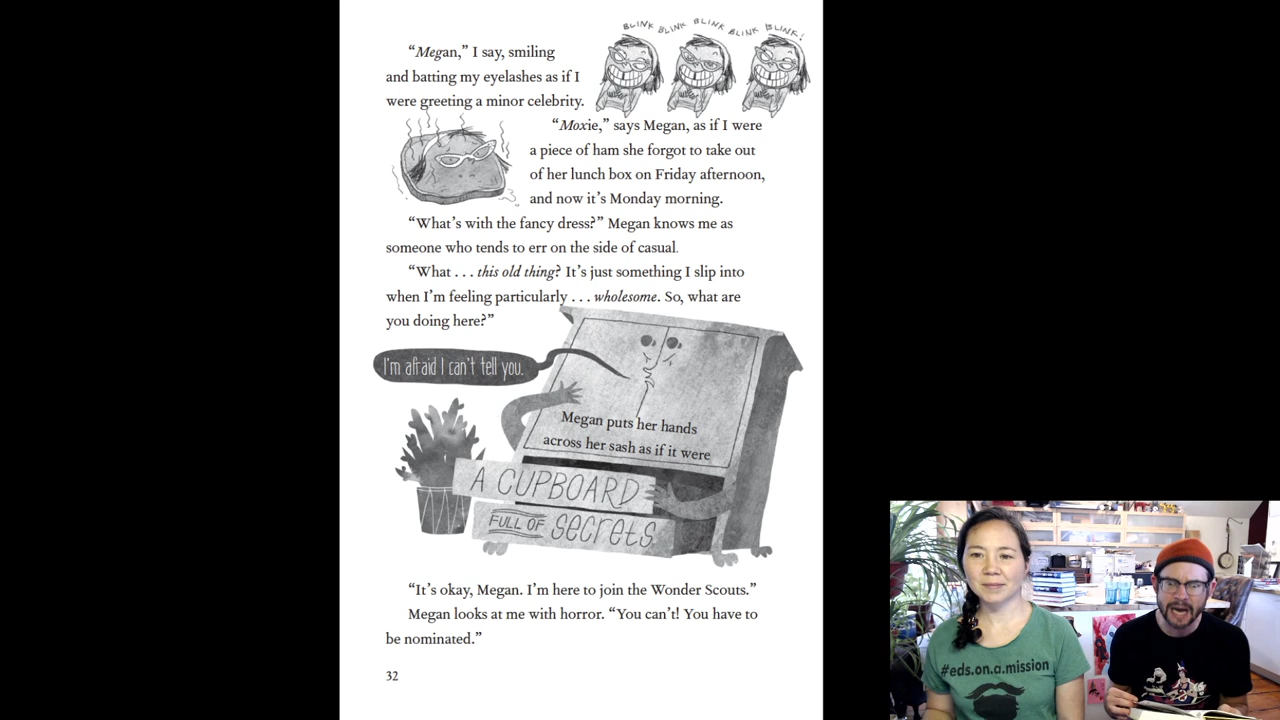 BLINK BLINK BLINK BLINK BLINK!
“Megan,” I say, smiling
and batting my eyelashes as if I
were greeting a minor celebrity.
“Moxie,” says Megan, as if I were
a piece of ham she forgot to take out
of her lunch box on Friday afternoon,
and now it’s Monday morning.
“What’s with the fancy dress?” Megan knows me as
someone who tends to err on the side of casual.
“What . . . this old thing? It’s just something I slip into
when I’m feeling particularly . . . wholesome. So, what are
you doing here?”
I'm afraid I can't tell you.
Megan puts her hands
across her sash as if it were
A CUPBOARD
FULL OF SECRETS
“It’s okay, Megan. I’m here to join the Wonder Scouts.”
Megan looks at me with horror. “You can’t! You have to
be nominated.”
32
#eds.on.a.mission